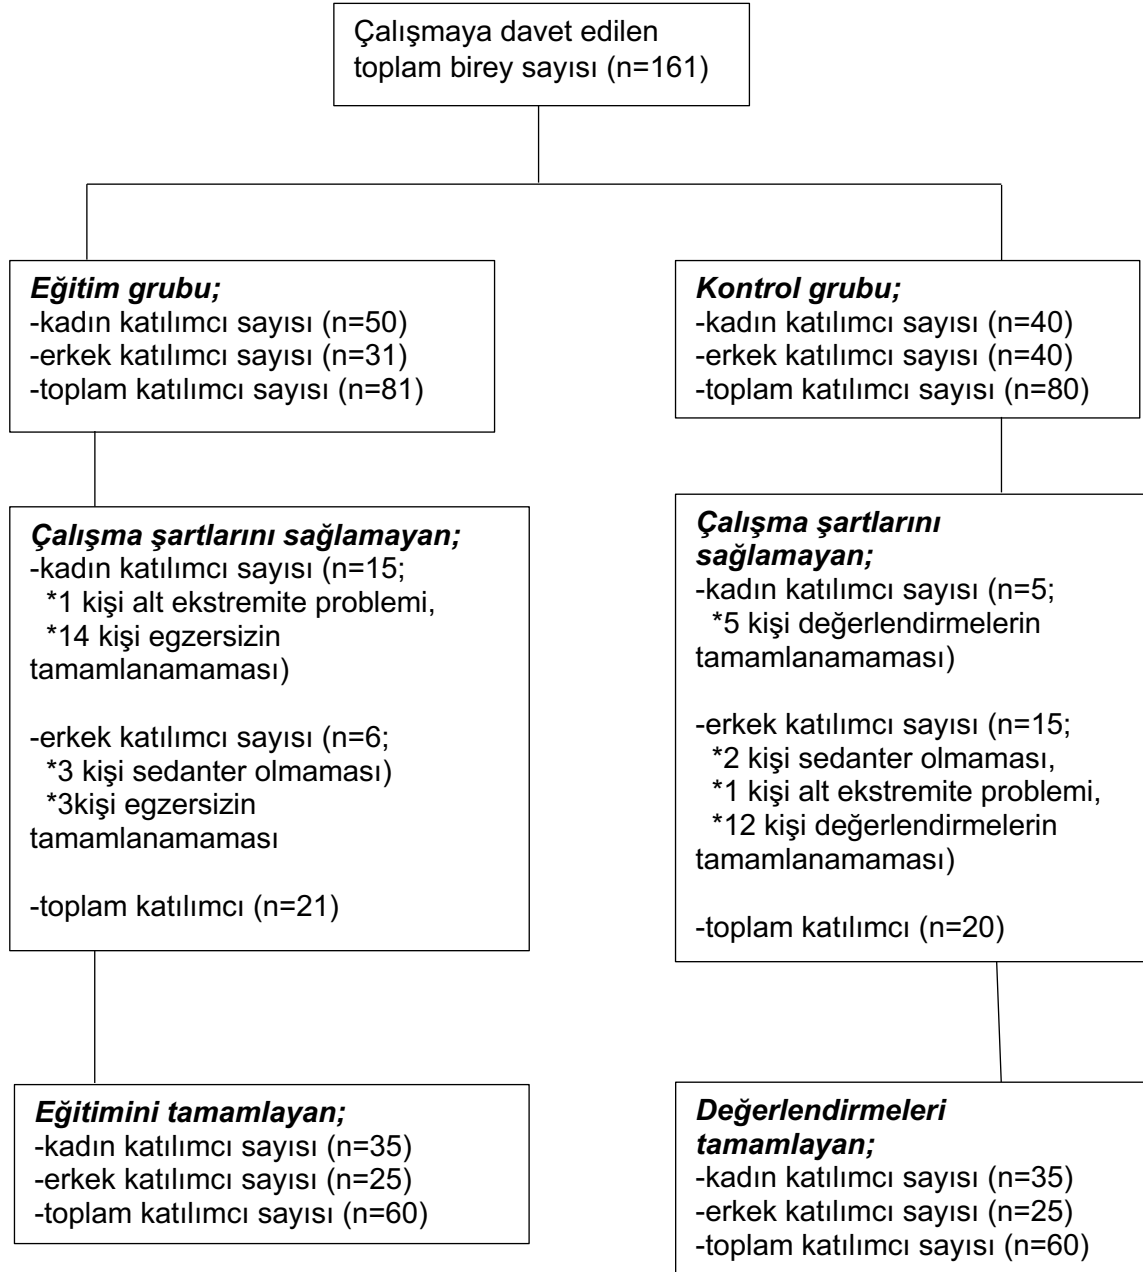 Çalışmaya davet edilen
toplam birey sayısı (n=161)
Eğitim grubu;
-kadın katılımcı sayısı (n=50)
-erkek katılımcı sayısı (n=31)
-toplam katılımcı sayısı (n=81)
Kontrol grubu;
-kadın katılımcı sayısı (n=40)
-erkek katılımcı sayısı (n=40)
-toplam katılımcı sayısı (n=80)
Çalışma şartlarını sağlamayan;
-kadın katılımcı sayısı (n=15;
*1 kişi alt ekstremite problemi,
*14 kişi egzersizin
tamamlanamaması)
-erkek katılımcı sayısı (n=6;
*3 kişi sedanter olmaması)
*3kişi egzersizin
tamamlanamaması
-toplam katılımcı (n=21)
Çalışma şartlarını
sağlamayan;
-kadın katılımcı sayısı (n=5;
*5 kişi değerlendirmelerin
tamamlanamaması)
-erkek katılımcı sayısı (n=15;
*2 kişi sedanter olmaması,
*1 kişi alt ekstremite problemi,
*12 kişi değerlendirmelerin
tamamlanamaması)
-toplam katılımcı (n=20)
Eğitimini tamamlayan;
-kadın katılımcı sayısı (n=35)
-erkek katılımcı sayısı (n=25)
-toplam katılımcı sayısı (n=60)
Değerlendirmeleri
tamamlayan;
-kadın katılımcı sayısı (n=35)
-erkek katılımcı sayısı (n=25)
-toplam katılımcı sayısı (n=60)